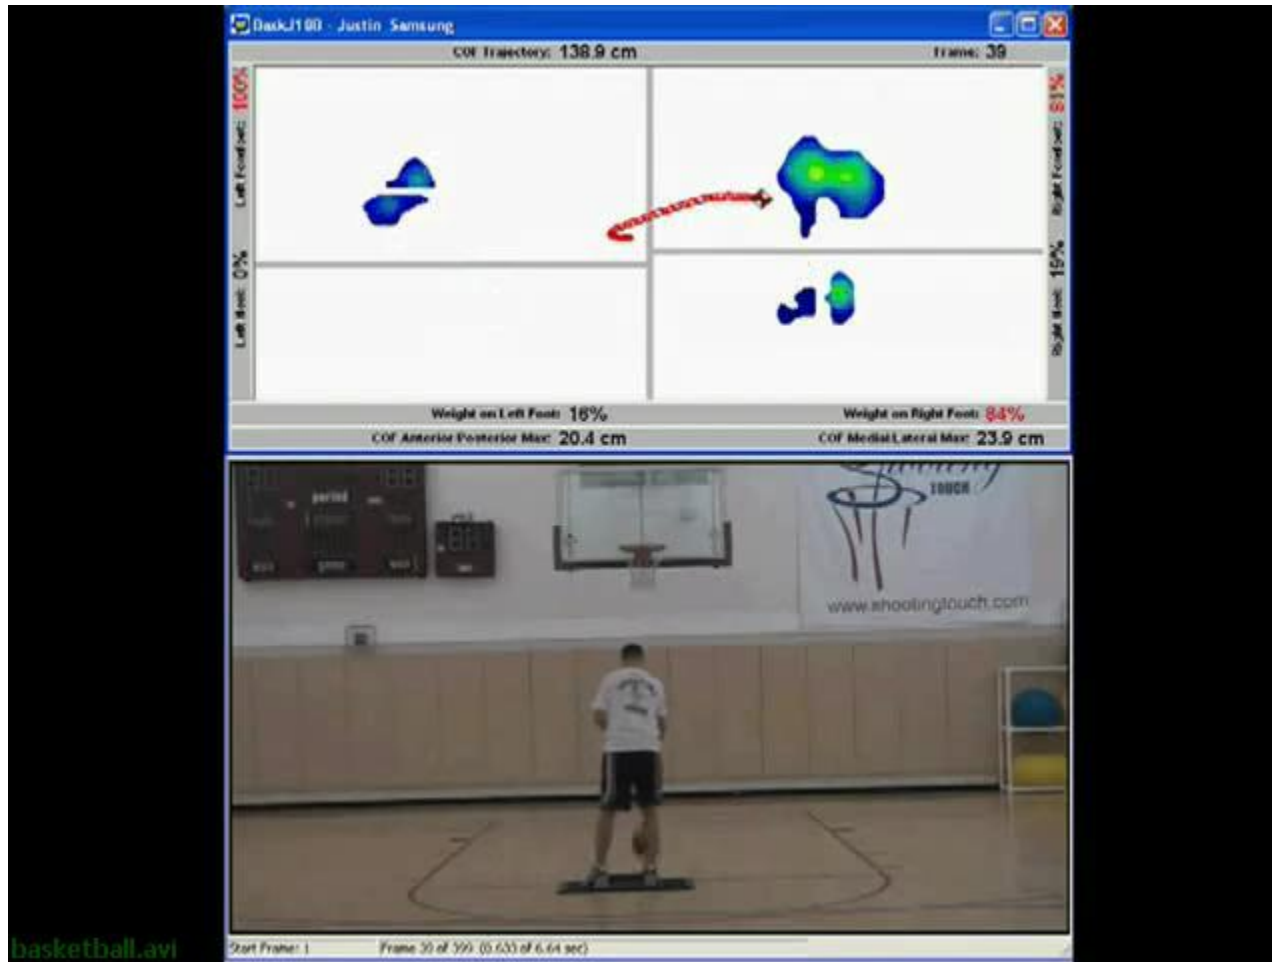 BaskJ100 - Justin Samsung
COF Trajectory: 138.9 cm
Frame: 39
Left Forefoot: 100%
Left Heel: 0%
Right Forefoot: 81%
Right Heel: 19%
Weight on Left Foot: 16%
Weight on Right Foot: 84%
COF Anterior Posterior Max: 20.4 cm
COF Medial Lateral Max: 23.9 cm
period
TOUCH
www.shootingtouch.com
Start Frame: 1
basketball.avi